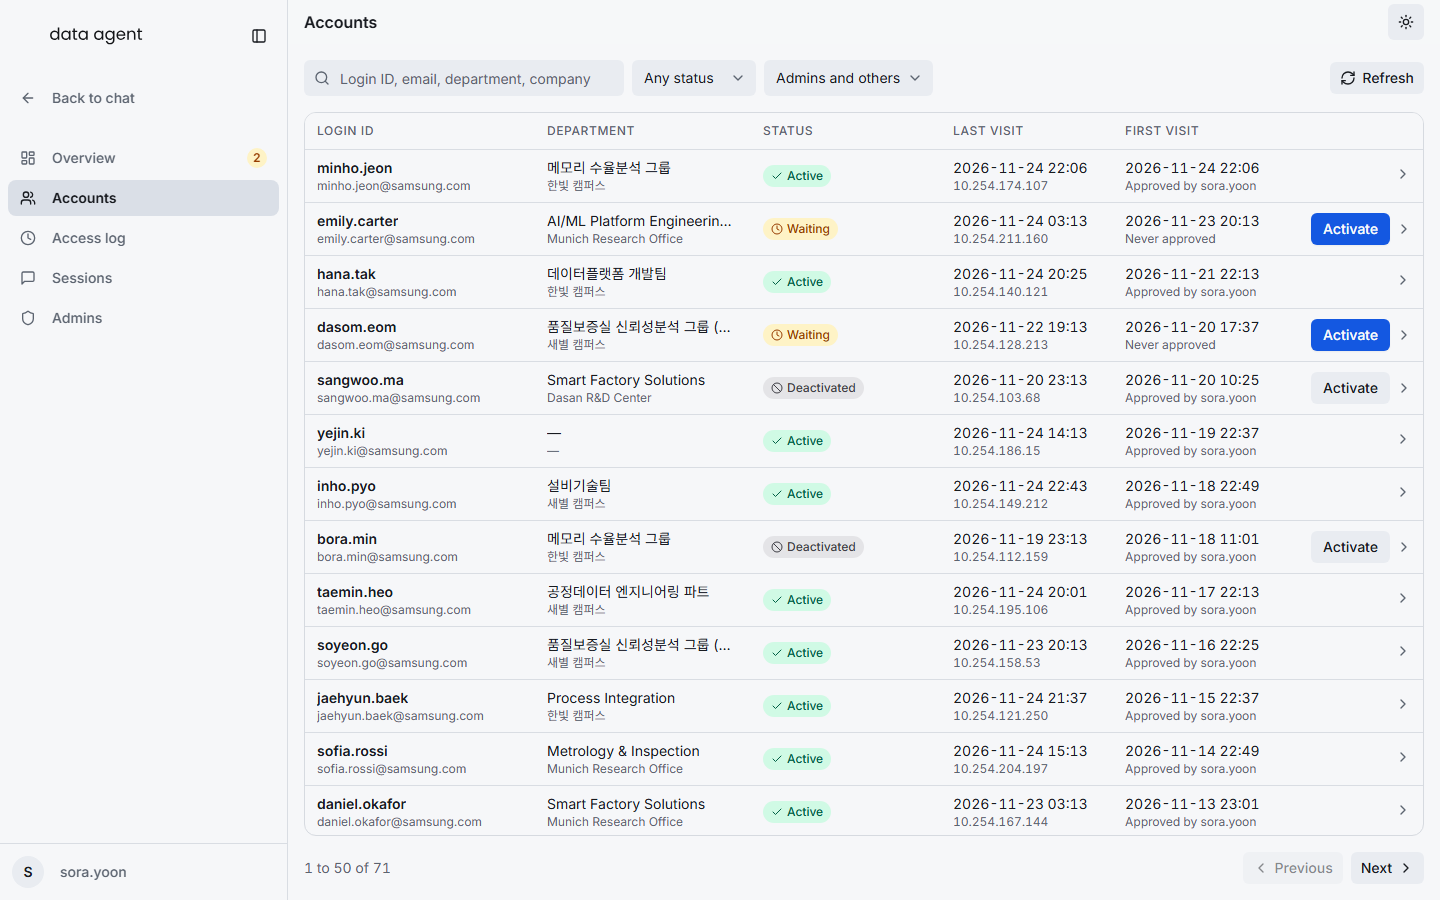 data agent
Back to chat
Overview 2
Accounts
Access log
Sessions
Admins
S sora.yoon
Accounts
Login ID, email, department, company
Any status
Admins and others
Refresh
LOGIN ID DEPARTMENT STATUS LAST VISIT FIRST VISIT
minho.jeon 메모리 수율분석 그룹 Active 2026-11-24 22:06 2026-11-24 22:06
minho.jeon@samsung.com 한빛 캠퍼스 10.254.174.107 Approved by sora.yoon
emily.carter AI/ML Platform Engineerin... Waiting 2026-11-24 03:13 2026-11-23 20:13 Activate
emily.carter@samsung.com Munich Research Office 10.254.211.160 Never approved
hana.tak 데이터플랫폼 개발팀 Active 2026-11-24 20:25 2026-11-21 22:13
hana.tak@samsung.com 한빛 캠퍼스 10.254.140.121 Approved by sora.yoon
dasom.eom 품질보증실 신뢰성분석 그룹 (... Waiting 2026-11-22 19:13 2026-11-20 17:37 Activate
dasom.eom@samsung.com 새별 캠퍼스 10.254.128.213 Never approved
sangwoo.ma Smart Factory Solutions Deactivated 2026-11-20 23:13 2026-11-20 10:25 Activate
sangwoo.ma@samsung.com Dasan R&D Center 10.254.103.68 Approved by sora.yoon
yejin.ki — Active 2026-11-24 14:13 2026-11-19 22:37
yejin.ki@samsung.com — 10.254.186.15 Approved by sora.yoon
inho.pyo 설비기술팀 Active 2026-11-24 22:43 2026-11-18 22:49
inho.pyo@samsung.com 새별 캠퍼스 10.254.149.212 Approved by sora.yoon
bora.min 메모리 수율분석 그룹 Deactivated 2026-11-19 23:13 2026-11-18 11:01 Activate
bora.min@samsung.com 한빛 캠퍼스 10.254.112.159 Approved by sora.yoon
taemin.heo 공정데이터 엔지니어링 파트 Active 2026-11-24 20:01 2026-11-17 22:13
taemin.heo@samsung.com 새별 캠퍼스 10.254.195.106 Approved by sora.yoon
soyeon.go 품질보증실 신뢰성분석 그룹 (... Active 2026-11-23 20:13 2026-11-16 22:25
soyeon.go@samsung.com 새별 캠퍼스 10.254.158.53 Approved by sora.yoon
jaehyun.baek Process Integration Active 2026-11-24 21:37 2026-11-15 22:37
jaehyun.baek@samsung.com 한빛 캠퍼스 10.254.121.250 Approved by sora.yoon
sofia.rossi Metrology & Inspection Active 2026-11-24 15:13 2026-11-14 22:49
sofia.rossi@samsung.com Munich Research Office 10.254.204.197 Approved by sora.yoon
daniel.okafor Smart Factory Solutions Active 2026-11-23 03:13 2026-11-13 23:01
daniel.okafor@samsung.com Munich Research Office 10.254.167.144 Approved by sora.yoon
1 to 50 of 71
Previous
Next